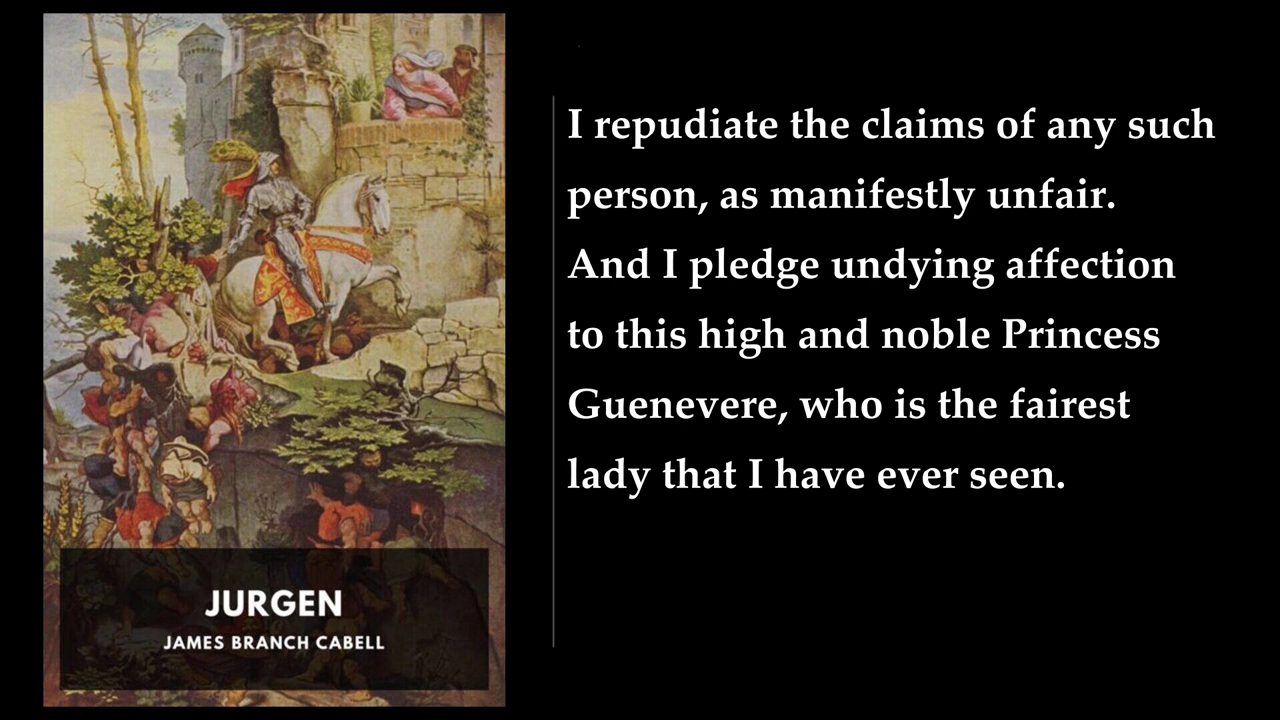 JURGEN
JAMES BRANCH CABELL
I repudiate the claims of any such
person, as manifestly unfair.
And I pledge undying affection
to this high and noble Princess
Guenevere, who is the fairest
lady that I have ever seen.